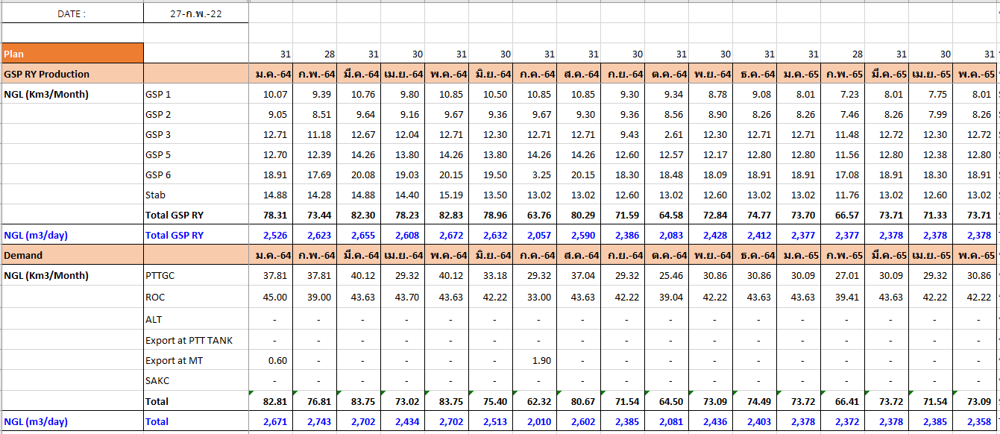 DATE : 27-ก.พ.-22
Plan 31 28 31 30 31 30 31 31 30 31 30 31 31 28 31 30 31
GSP RY Production ม.ค.-64 ก.พ.-64 มี.ค.-64 เม.ย.-64 พ.ค.-64 มิ.ย.-64 ก.ค.-64 ส.ค.-64 ก.ย.-64 ต.ค.-64 พ.ย.-64 ธ.ค.-64 ม.ค.-65 ก.พ.-65 มี.ค.-65 เม.ย.-65 พ.ค.-65
NGL (Km3/Month) GSP 1 10.07 9.39 10.76 9.80 10.85 10.50 10.85 10.85 9.30 9.34 8.78 9.08 8.01 7.23 8.01 7.75 8.01
GSP 2 9.05 8.51 9.64 9.16 9.67 9.36 9.67 9.30 9.36 8.56 8.90 8.26 8.26 7.46 8.26 7.99 8.26
GSP 3 12.71 11.18 12.67 12.04 12.71 12.30 12.71 12.71 9.43 2.61 12.30 12.71 12.71 11.48 12.72 12.30 12.72
GSP 5 12.70 12.39 14.26 13.80 14.26 13.80 14.26 14.26 12.60 12.57 12.17 12.80 12.80 11.56 12.80 12.38 12.80
GSP 6 18.91 17.69 20.08 19.03 20.15 19.50 3.25 20.15 18.30 18.48 18.09 18.91 18.91 17.08 18.91 18.30 18.91
Stab 14.88 14.28 14.88 14.40 15.19 13.50 13.02 13.02 12.60 13.02 12.60 13.02 13.02 11.76 13.02 12.60 13.02
Total GSP RY 78.31 73.44 82.30 78.23 82.83 78.96 63.76 80.29 71.59 64.58 72.84 74.77 73.70 66.57 73.71 71.33 73.71
NGL (m3/day) Total GSP RY 2,526 2,623 2,655 2,608 2,672 2,632 2,057 2,590 2,386 2,083 2,428 2,412 2,377 2,377 2,378 2,378 2,378
Demand ม.ค.-64 ก.พ.-64 มี.ค.-64 เม.ย.-64 พ.ค.-64 มิ.ย.-64 ก.ค.-64 ส.ค.-64 ก.ย.-64 ต.ค.-64 พ.ย.-64 ธ.ค.-64 ม.ค.-65 ก.พ.-65 มี.ค.-65 เม.ย.-65 พ.ค.-65
NGL (Km3/Month) PTTGC 37.81 37.81 40.12 29.32 40.12 33.18 29.32 37.04 29.32 25.46 30.86 30.86 30.09 27.01 30.09 29.32 30.86
ROC 45.00 39.00 43.63 43.70 43.63 42.22 33.00 43.63 42.22 39.04 42.22 43.63 43.63 39.41 43.63 42.22 42.22
ALT - - - - - - - - - - - - - - - - -
Export at PTT TANK - - - - - - - - - - - - - - - - -
Export at MT 0.60 - - - - - 1.90 - - - - - - - - - -
SAKC - - - - - - - - - - - - - - - - -
Total 82.81 76.81 83.75 73.02 83.75 75.40 62.32 80.67 71.54 64.50 73.09 74.49 73.72 66.41 73.72 71.54 73.09
NGL (m3/day) Total 2,671 2,743 2,702 2,434 2,702 2,513 2,010 2,602 2,385 2,081 2,436 2,403 2,378 2,372 2,378 2,385 2,358